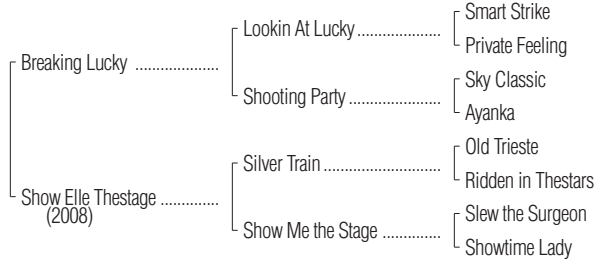 Smart Strike
Lookin At Lucky
Private Feeling
Breaking Lucky
Sky Classic
Shooting Party
Ayanka
Old Trieste
Silver Train
Ridden in Thestars
Show Elle Thestage
(2008)
Slew the Surgeon
Show Me the Stage
Showtime Lady